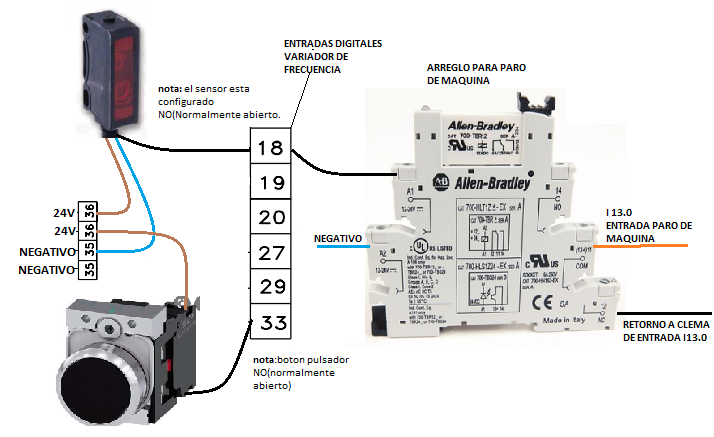 ENTRADAS DIGITALES
VARIADOR DE
FRECUENCIA
ARREGLO PARA PARO
DE MAQUINA
nota: el sensor esta
configurado
NO(Normalmente abierto.
18
19
20
27
29
33
24V 36
24V 36
NEGATIVO 35
NEGATIVO 35
nota:boton pulsador
NO(normalmente
abierto)
NEGATIVO
Allen-Bradley
US
Allen-Bradley
A1
14
NO
A2
LISTED
COM
CE
Made in Italy
I 13.0
ENTRADA PARO DE
MAQUINA
RETORNO A CLEMA
DE ENTRADA I13.0